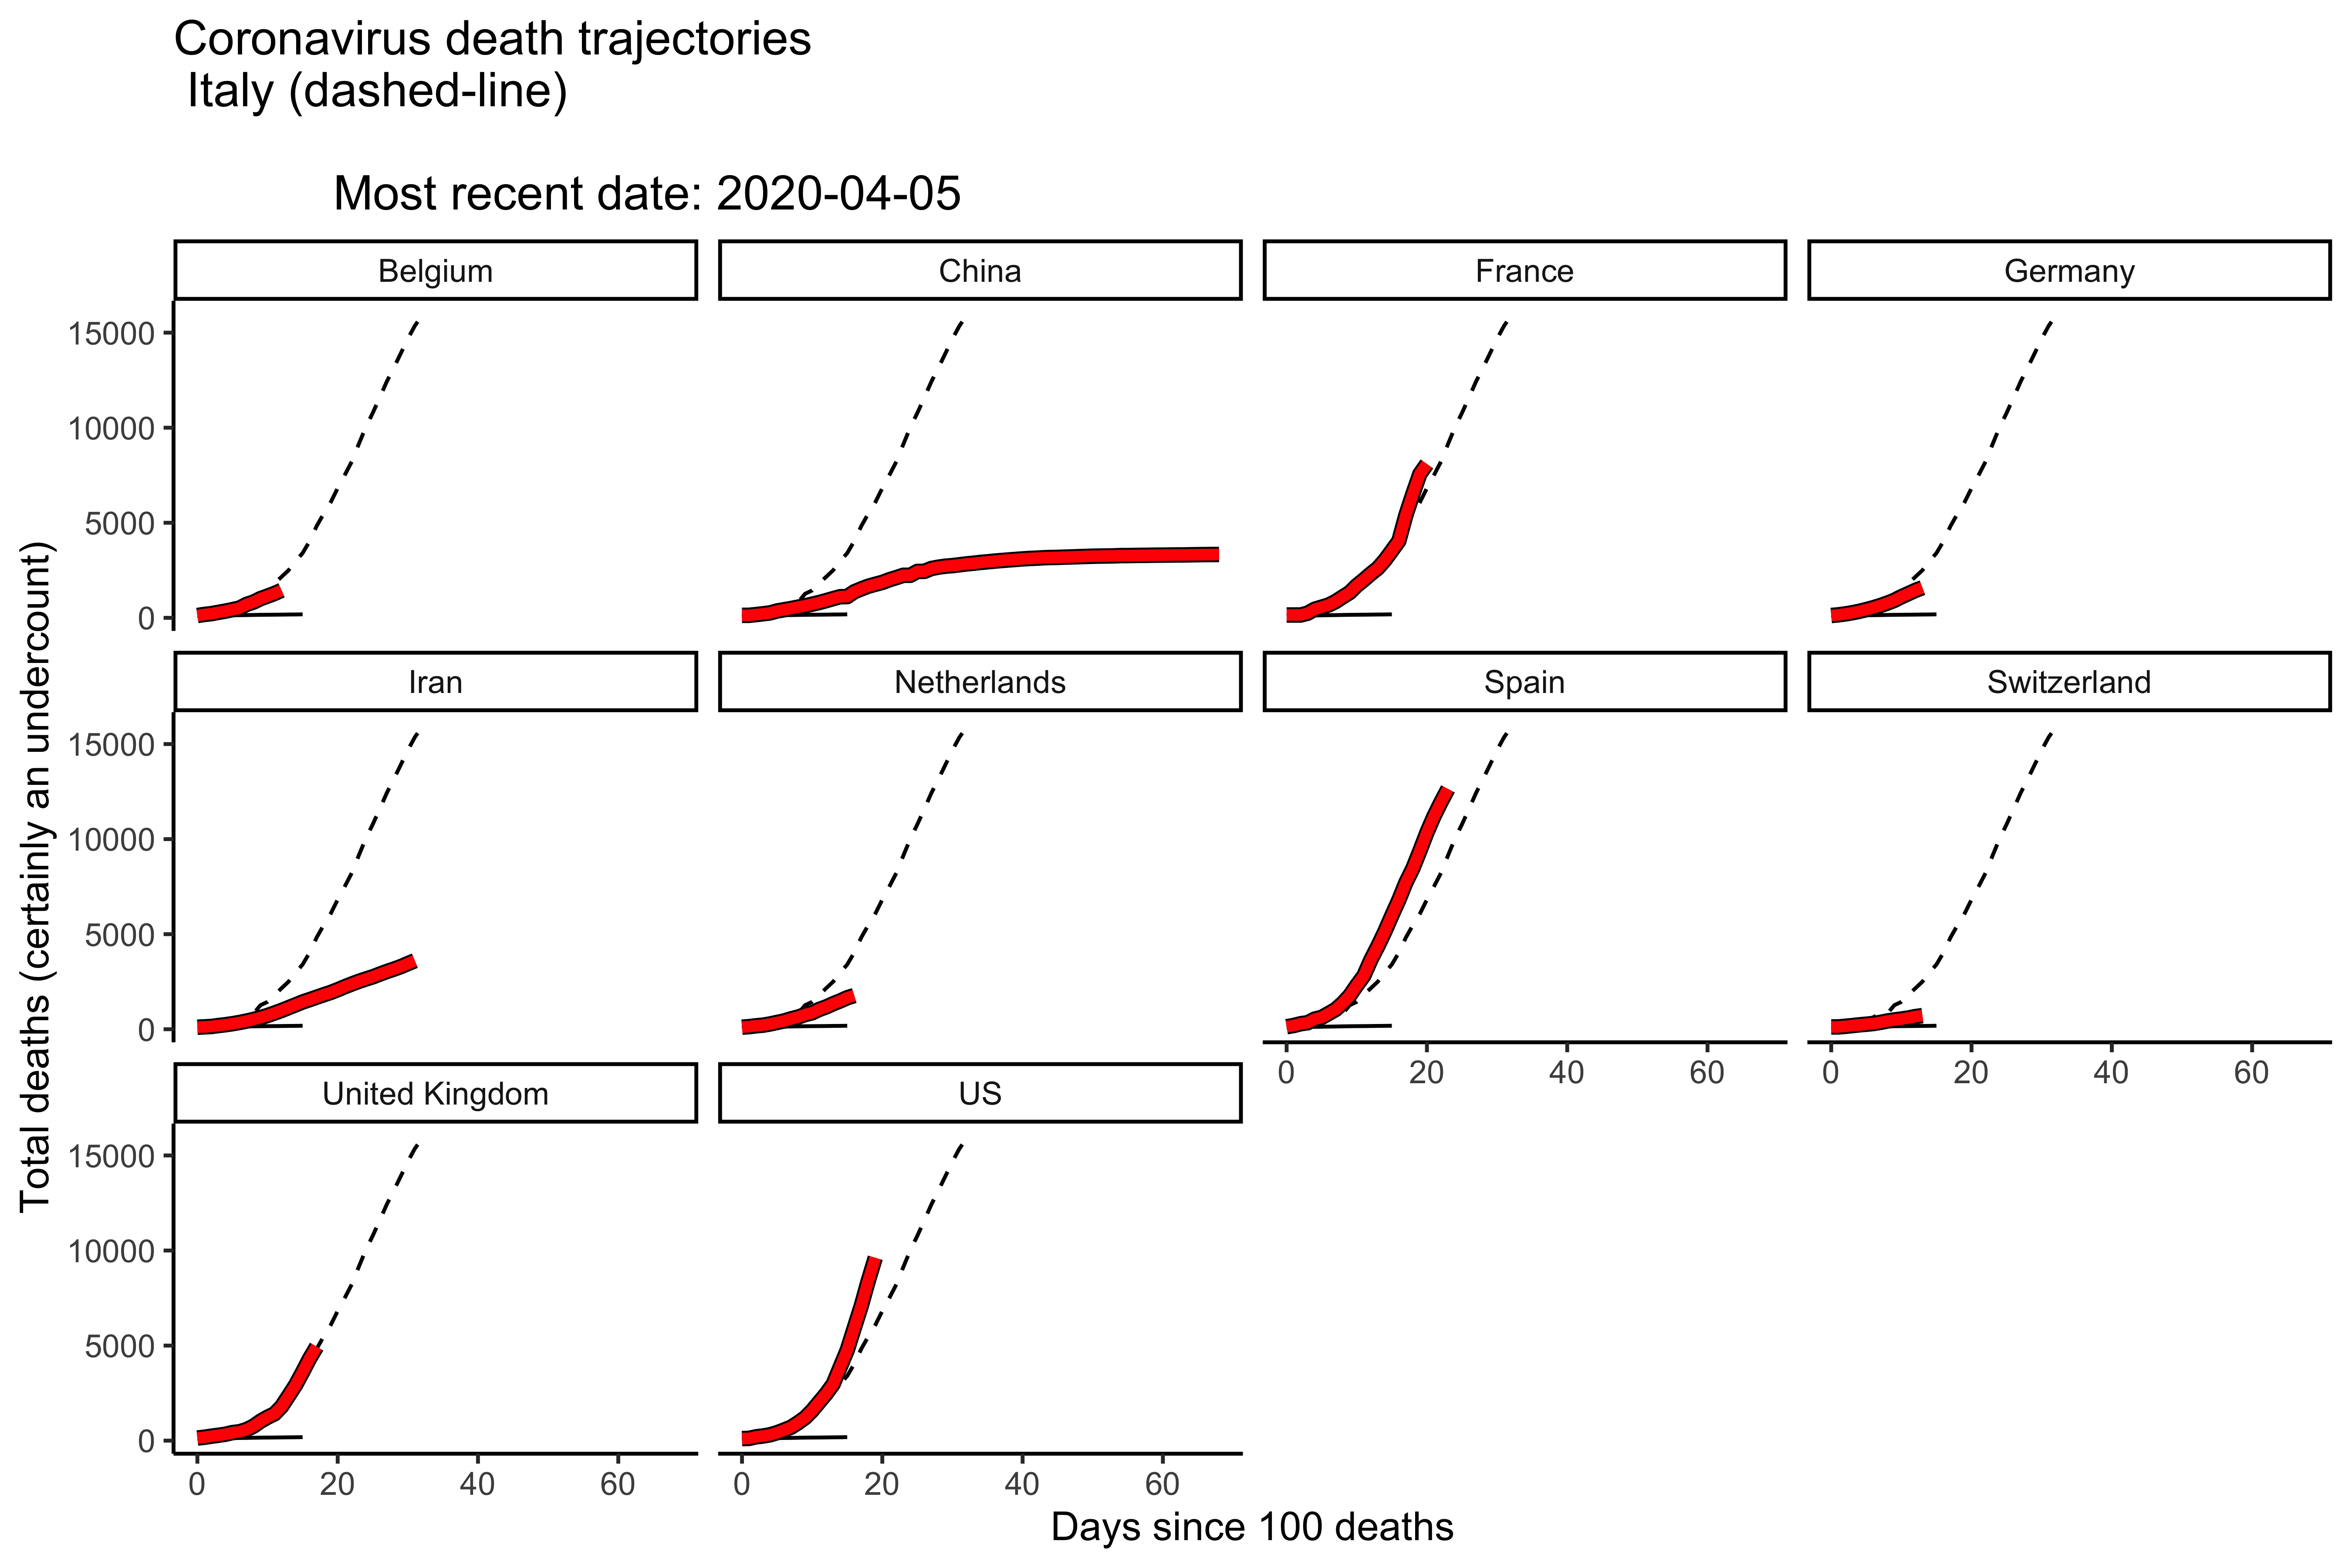 Coronavirus death trajectories
Italy (dashed-line)
Most recent date: 2020-04-05
Total deaths (certainly an undercount)
Belgium
China
France
Germany
15000
10000
5000
0
Iran
Netherlands
Spain
Switzerland
15000
10000
5000
0
0 20 40 60
0 20 40 60
United Kingdom
US
15000
10000
5000
0
0 20 40 60
0 20 40 60
Days since 100 deaths